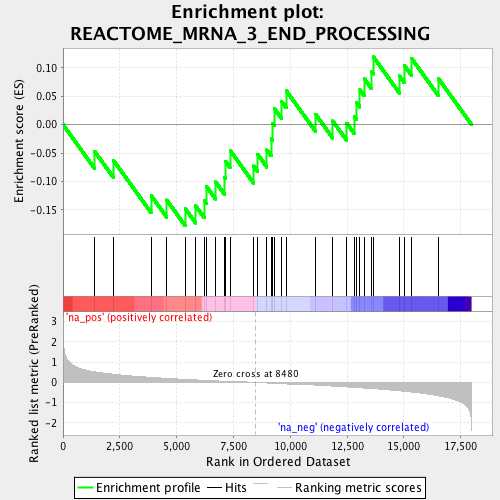 Enrichment plot:
REACTOME_MRNA_3_END_PROCESSING
Enrichment score (ES)
0.10
0.05
0.00
-0.05
-0.10
-0.15
'na_pos' (positively correlated)
Ranked list metric (PreRanked)
3
2
1
0
-1
-2
Zero cross at 8480
'na_neg' (negatively correlated)
0 2,500 5,000 7,500 10,000 12,500 15,000 17,500
Rank in Ordered Dataset
Enrichment profile Hits Ranking metric scores